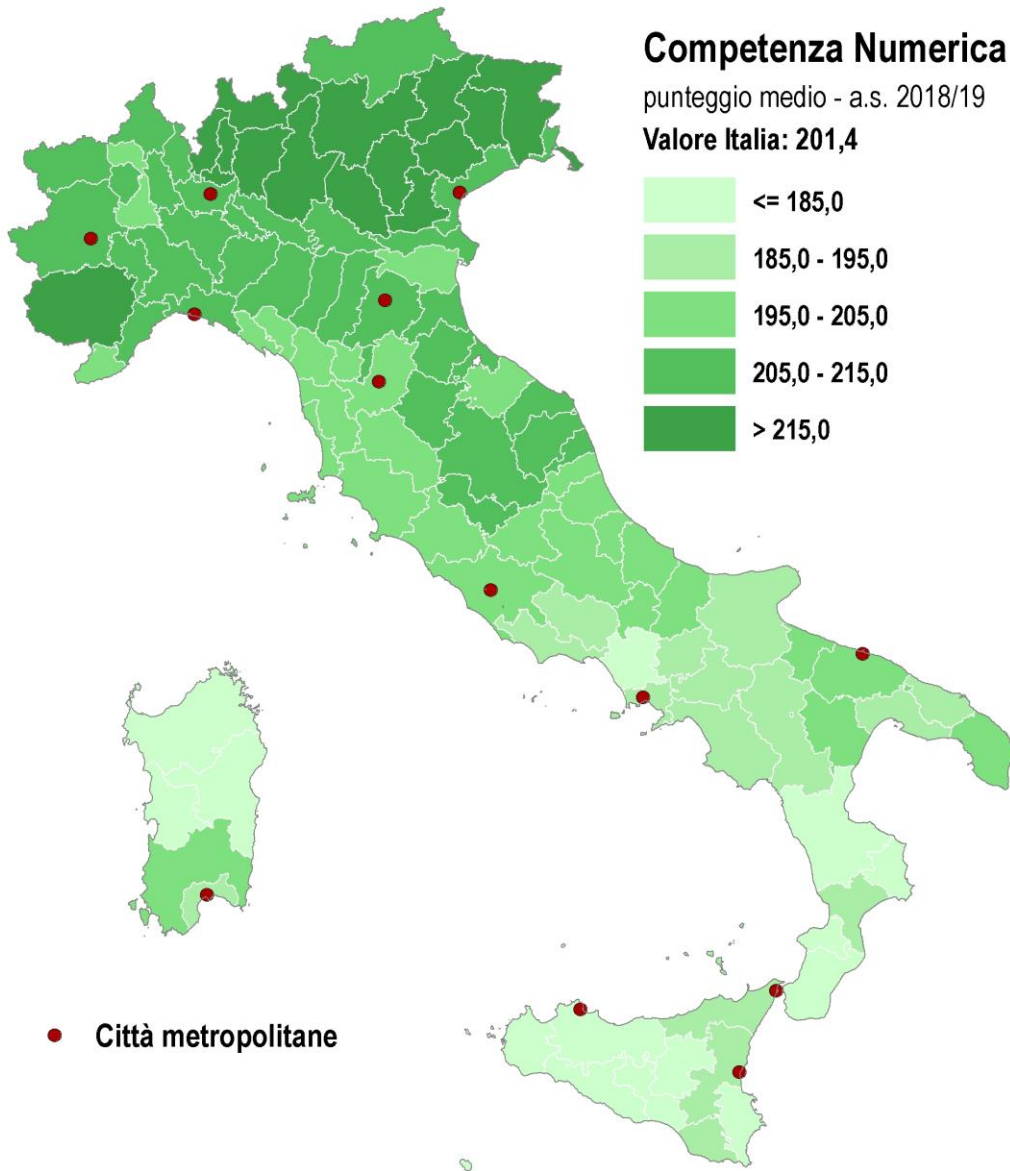 Competenza Numerica
punteggio medio - a.s. 2018/19
Valore Italia: 201,4
<= 185,0
185,0 - 195,0
195,0 - 205,0
205,0 - 215,0
> 215,0
Città metropolitane